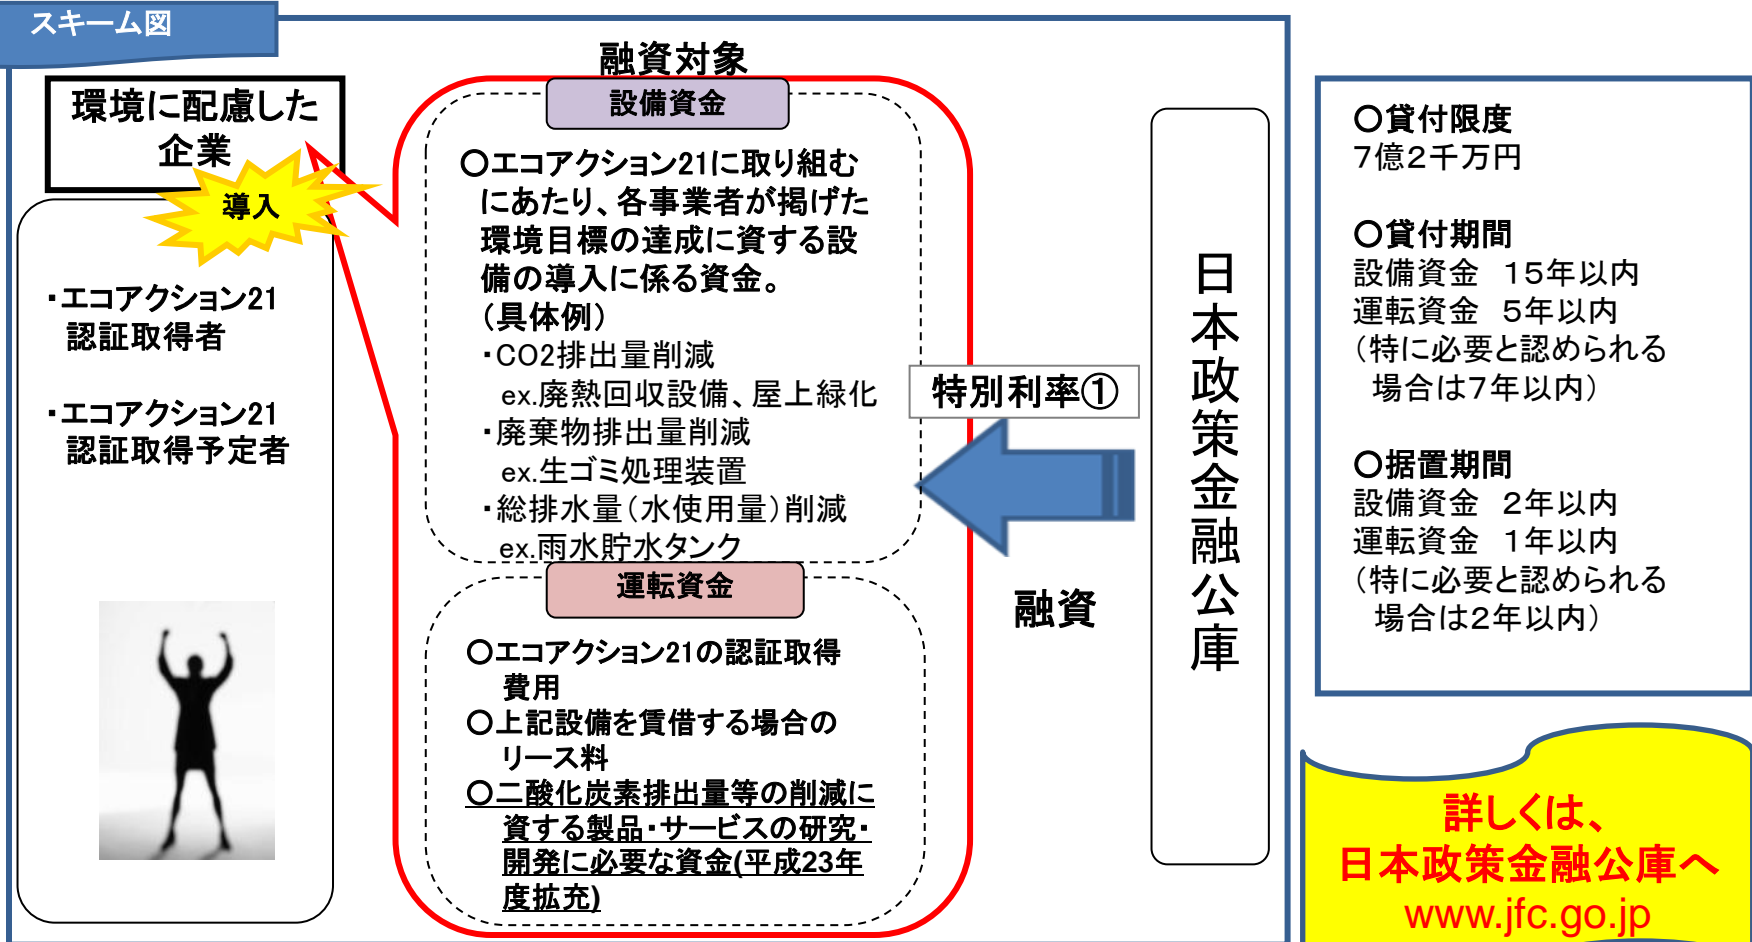 スキーム図
環境に配慮した
企業
導入
・エコアクション21
認証取得者
・エコアクション21
認証取得予定者
融資対象
設備資金
○エコアクション21に取り組む
にあたり、各事業者が掲げた
環境目標の達成に資する設
備の導入に係る資金。
（具体例）
・CO2排出量削減
ex.廃熱回収設備、屋上緑化
・廃棄物排出量削減
ex.生ゴミ処理装置
・総排水量（水使用量）削減
ex.雨水貯水タンク
運転資金
○エコアクション21の認証取得
費用
○上記設備を賃借する場合の
リース料
○二酸化炭素排出量等の削減に
資する製品・サービスの研究・
開発に必要な資金(平成23年
度拡充)
特別利率①
融資
日本政策金融公庫
○貸付限度
7億2千万円
○貸付期間
設備資金　15年以内
運転資金　5年以内
（特に必要と認められる
場合は7年以内）
○据置期間
設備資金　2年以内
運転資金　1年以内
（特に必要と認められる
場合は2年以内）
詳しくは、
日本政策金融公庫へ
www.jfc.go.jp